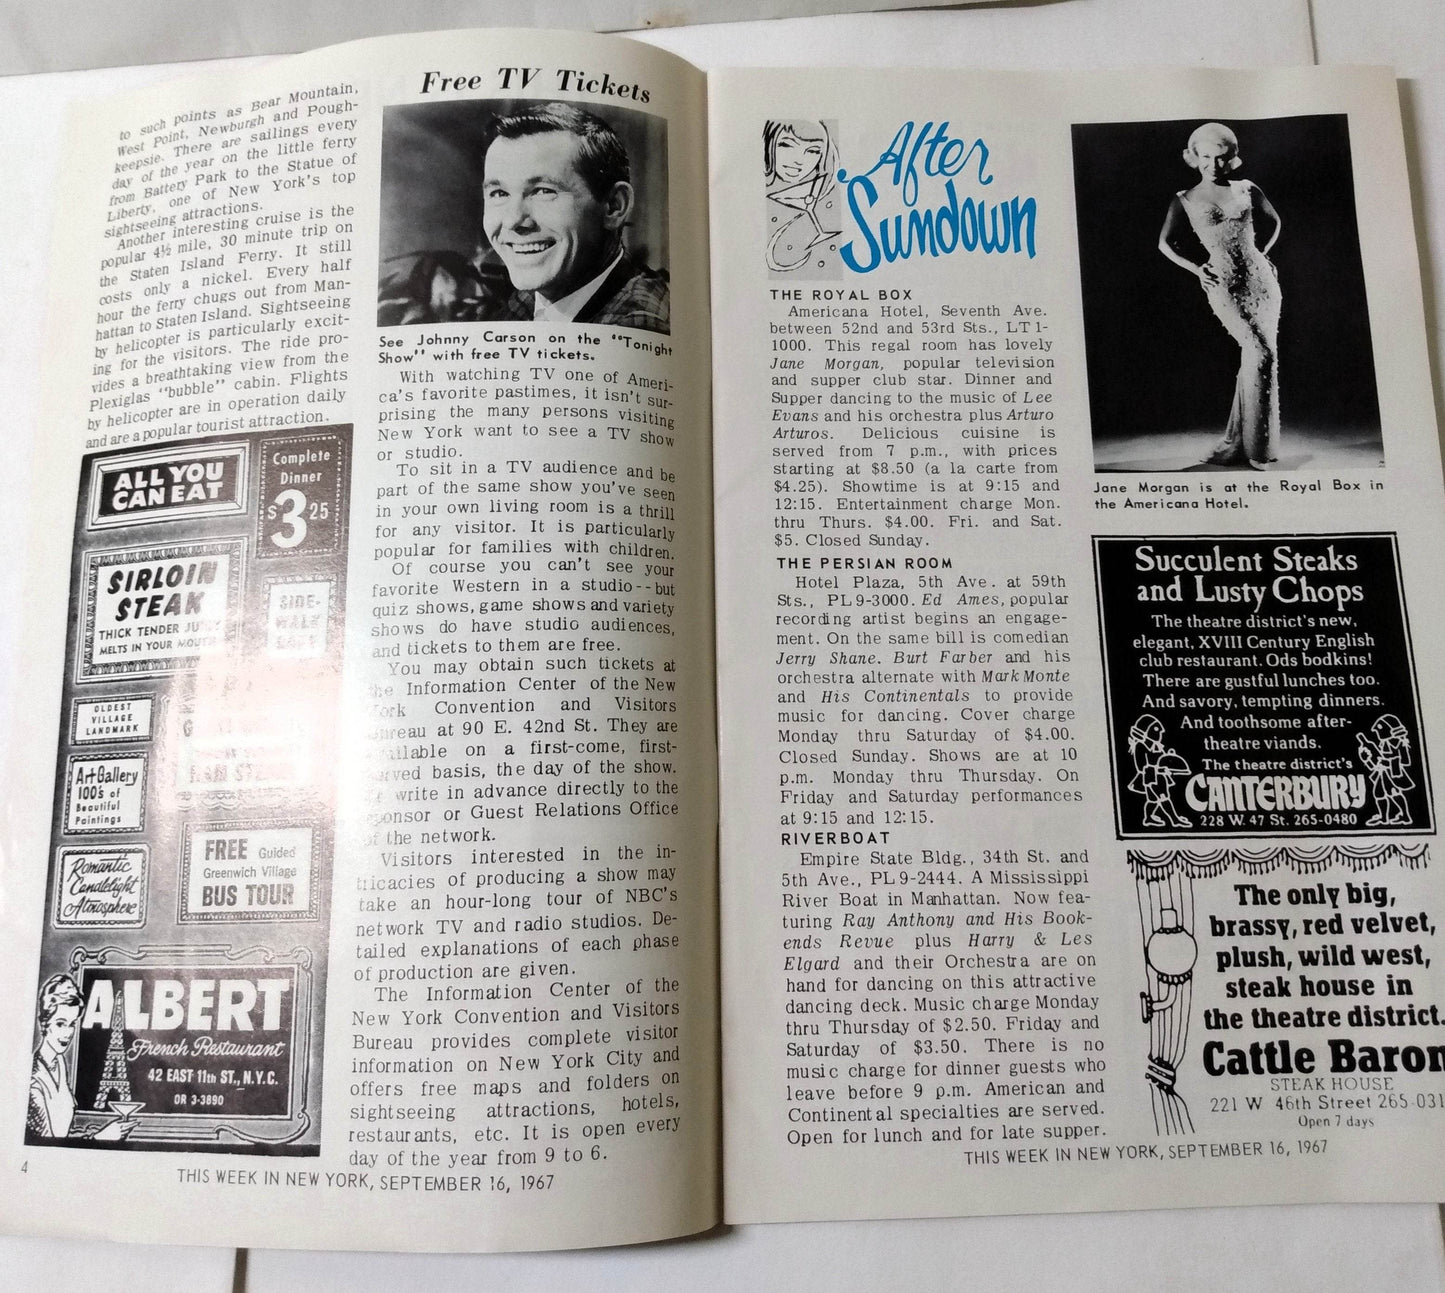 to such points as Bear Mountain,
West Point, Newburgh and Pough-
keepsie. There are sailings every
day of the year on the little ferry
from Battery Park to the Statue of
Liberty, one of New York's top
sightseeing attractions.
Another interesting cruise is the
popular 4½ mile, 30 minute trip on
the Staten Island Ferry. It still
costs only a nickel. Every half
hour the ferry chugs out from Man-
hattan to Staten Island. Sightseeing
by helicopter is particularly excit-
ing for the visitors. The ride pro-
vides a breathtaking view from the
Plexiglas "bubble" cabin. Flights
by helicopter are in operation daily
and are a popular tourist attraction.
ALL YOU
CAN EAT
Complete
Dinner
$3 25
SIRLOIN
STEAK
THICK TENDER
MELTS IN YOUR MOUTH
SIDE-
WALK
OLDEST
VILLAGE
LANDMARK
VIA
Art Gallery
100's of
Beautiful
Paintings
Romantic
Candlelight
Atmosphere
FREE Guided
Greenwich Village
BUS TOUR
ALBERT
French Restaurant
42 EAST 11th ST., N.Y.C.
OR 3-3890
4
Free TV Tickets
See Johnny Carson on the "Tonight
Show" with free TV tickets.
With watching TV one of Ameri-
ca's favorite pastimes, it isn't sur-
prising the many persons visiting
New York want to see a TV show
or studio.
To sit in a TV audience and be
part of the same show you've seen
in your own living room is a thrill
for any visitor. It is particularly
popular for families with children.
Of course you can't see your
favorite Western in a studio--but
quiz shows, game shows and variety
shows do have studio audiences,
and tickets to them are free.
You may obtain such tickets at
the Information Center of the New
York Convention and Visitors
Bureau at 90 E. 42nd St. They are
available on a first-come, first-
served basis, the day of the show.
write in advance directly to the
sponsor or Guest Relations Office
of the network.
Visitors interested in the in-
tricacies of producing a show may
take an hour-long tour of NBC's
network TV and radio studios. De-
tailed explanations of each phase
of production are given.
The Information Center of the
New York Convention and Visitors
Bureau provides complete visitor
information on New York City and
offers free maps and folders on
sightseeing attractions, hotels,
restaurants, etc. It is open every
day of the year from 9 to 6.
THIS WEEK IN NEW YORK, SEPTEMBER 16, 1967
After
Sundown
THE ROYAL BOX
Americana Hotel, Seventh Ave.
between 52nd and 53rd Sts., LT 1-
1000. This regal room has lovely
Jane Morgan, popular television
and supper club star. Dinner and
Supper dancing to the music of Lee
Evans and his orchestra plus Arturo
Arturos. Delicious cuisine is
served from 7 p.m., with prices
starting at $8.50 (a la carte from
$4.25). Showtime is at 9:15 and
12:15. Entertainment charge Mon.
thru Thurs. $4.00. Fri. and Sat.
$5. Closed Sunday.
THE PERSIAN ROOM
Hotel Plaza, 5th Ave. at 59th
Sts., PL 9-3000. Ed Ames, popular
recording artist begins an engage-
ment. On the same bill is comedian
Jerry Shane. Burt Farber and his
orchestra alternate with Mark Monte
and His Continentals to provide
music for dancing. Cover charge
Monday thru Saturday of $4.00.
Closed Sunday. Shows are at 10
p.m. Monday thru Thursday. On
Friday and Saturday performances
at 9:15 and 12:15.
RIVERBOAT
Empire State Bldg., 34th St. and
5th Ave., PL 9-2444. A Mississippi
River Boat in Manhattan. Now fea-
turing Ray Anthony and His Book-
ends Revue plus Harry & Les
Elgard and their Orchestra are on
hand for dancing on this attractive
dancing deck. Music charge Monday
thru Thursday of $2.50. Friday and
Saturday of $3.50. There is no
music charge for dinner guests who
leave before 9 p.m. American and
Continental specialties are served.
Open for lunch and for late supper.
Jane Morgan is at the Royal Box in
the Americana Hotel.
Succulent Steaks
and Lusty Chops
The theatre district's new,
elegant, XVIII Century English
club restaurant. Ods bodkins!
There are gustful lunches too.
And savory, tempting dinners.
And toothsome after-
theatre viands.
The theatre district's
CANTERBURY
228 W. 47 St. 265-0480
The only big,
brassy, red velvet,
plush, wild west,
steak house in
the theatre district.
Cattle Baron
STEAK HOUSE
221 W 46th Street 265-031
Open 7 days
THIS WEEK IN NEW YORK, SEPTEMBER 16, 1967